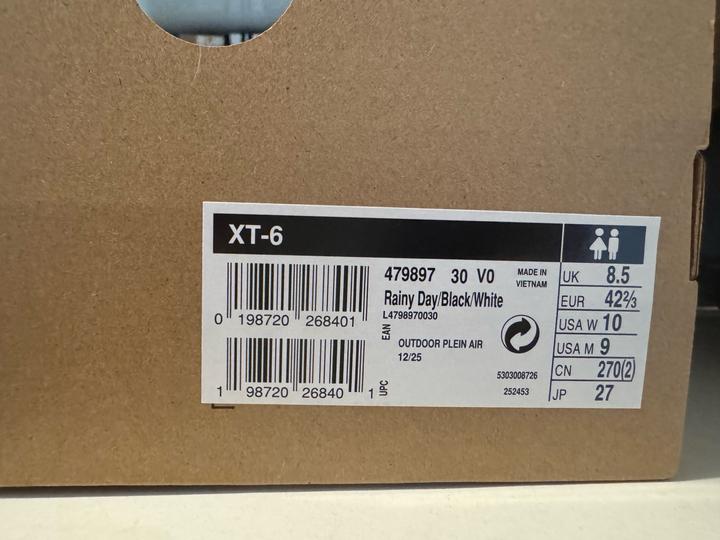 XT-6
479897 30 V0
MADE IN
VIETNAM
Rainy Day/Black/White
L4798970030
EAN
0 198720 268401
OUTDOOR PLEIN AIR
12/25
5303008726
252453
1 98720 26840 1
UPC
UK 8.5
EUR 42⅔
USA W 10
USA M 9
CN 270(2)
JP 27